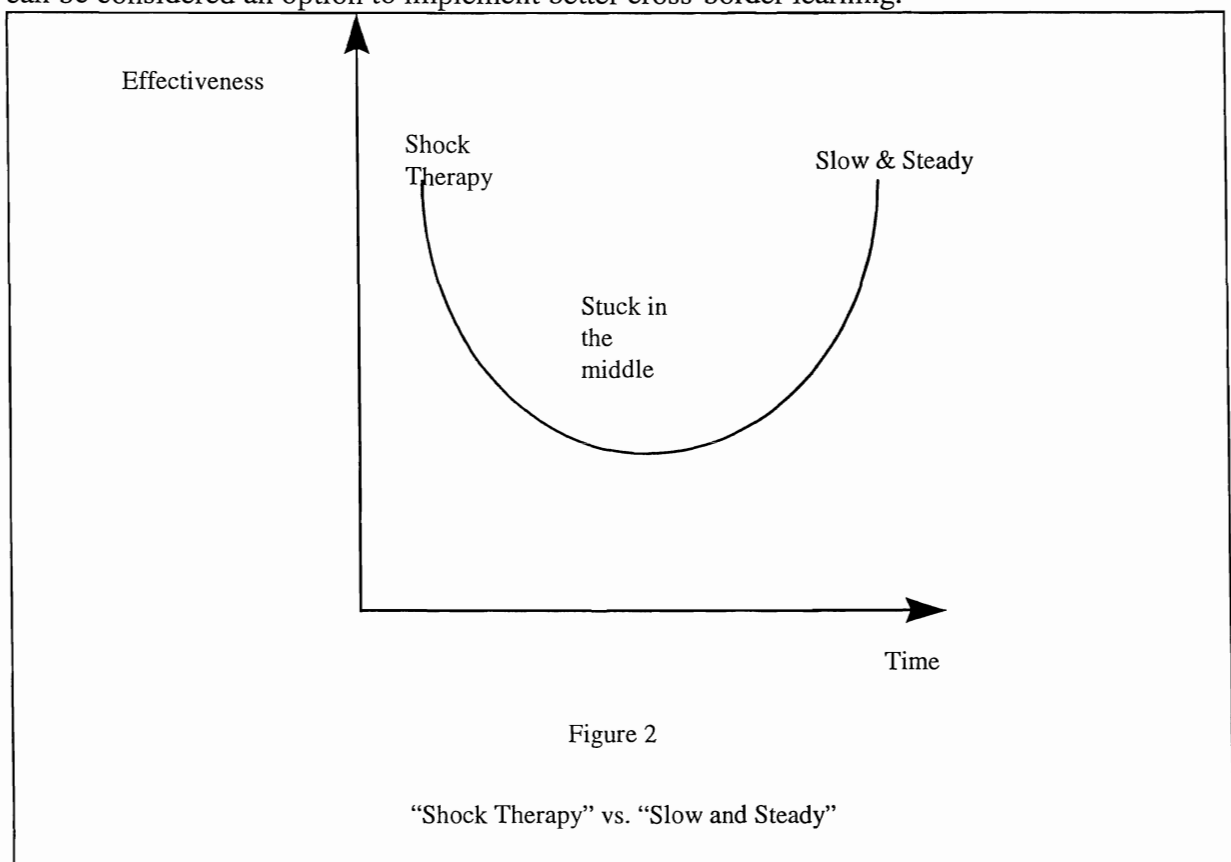 can be considered an option to implement better cross-border learning.
Effectiveness
Shock
Therapy
Slow & Steady
Stuck in
the
middle
Time
Figure 2
“Shock Therapy” vs. “Slow and Steady”